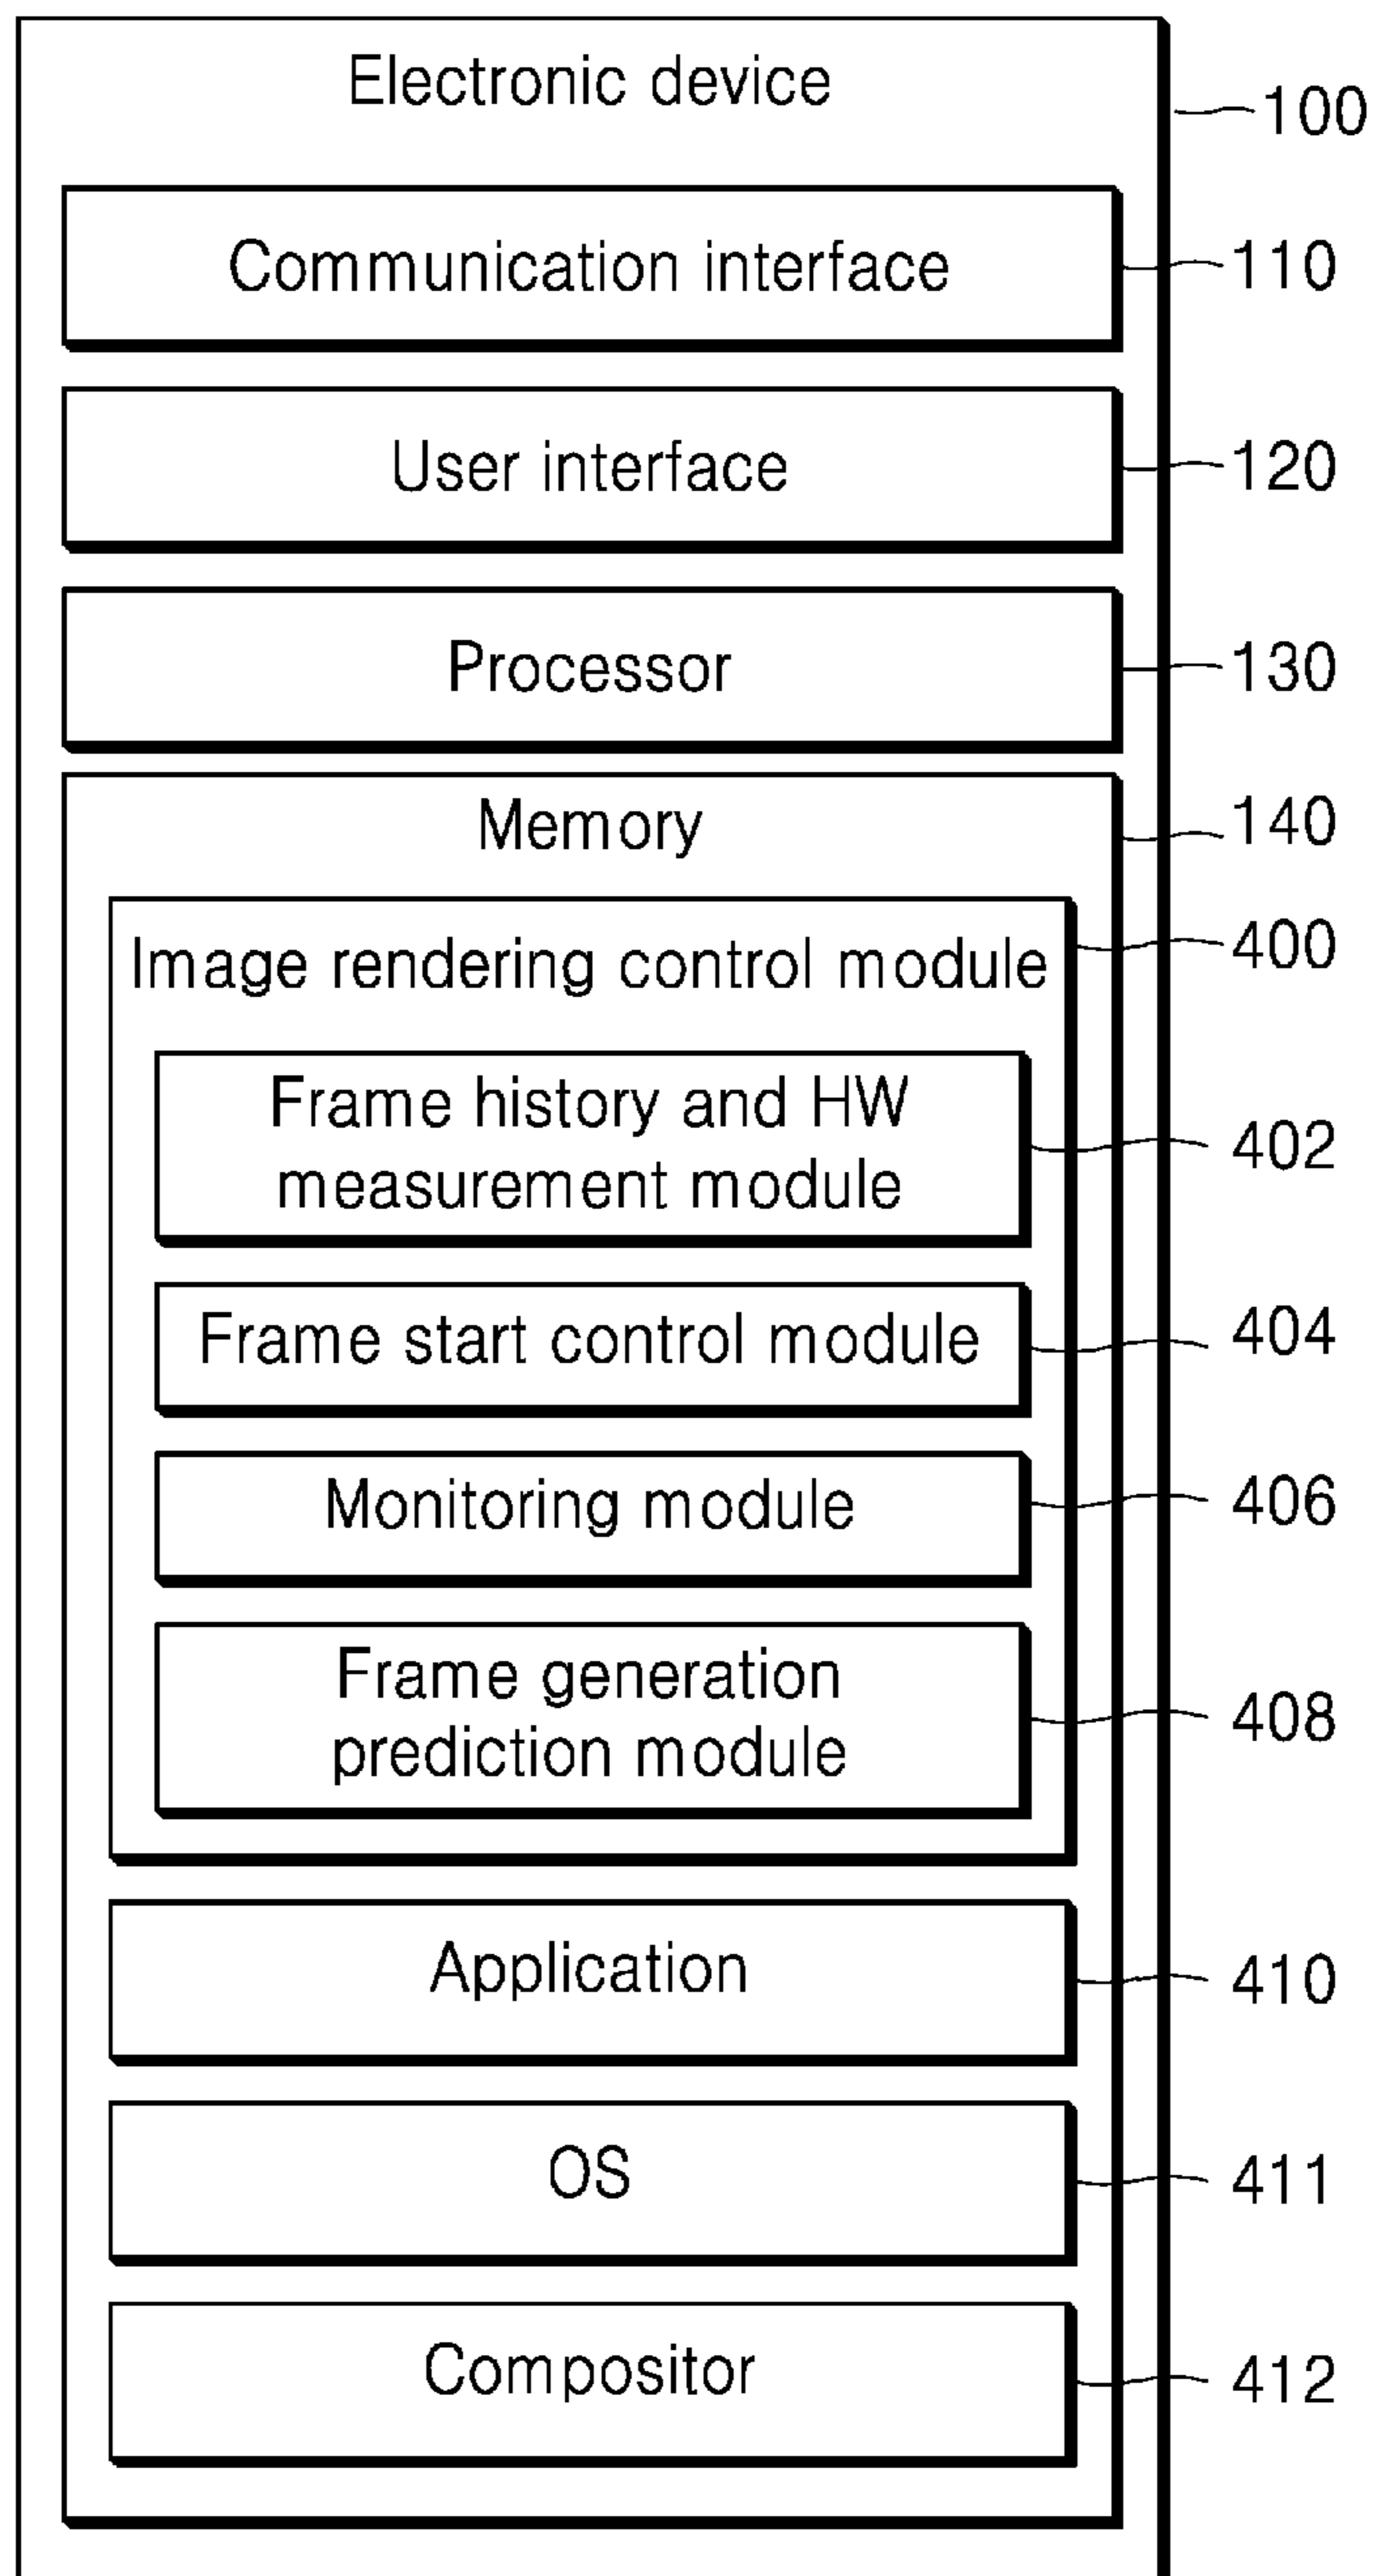 Electronic device
100
Communication interface
110
User interface
120
Processor
130
Memory
140
Image rendering control module
400
Frame history and HW
measurement module
402
Frame start control module
404
Monitoring module
406
Frame generation
prediction module
408
Application
410
OS
411
Compositor
412